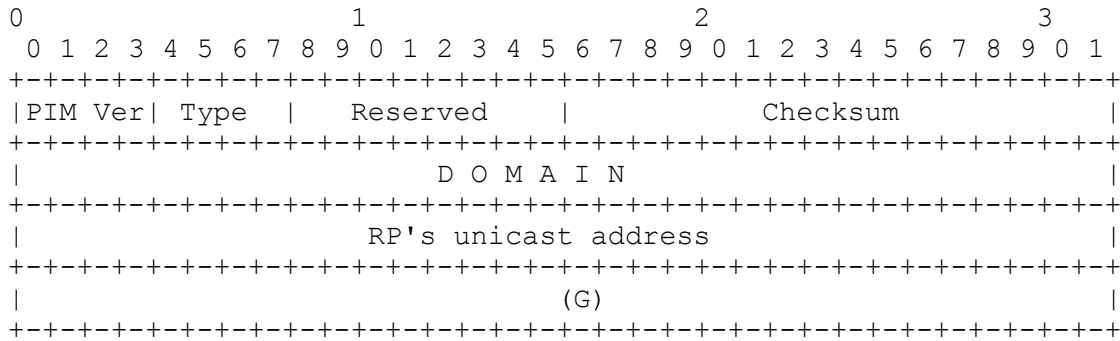 0                   1                   2                   3
 0 1 2 3 4 5 6 7 8 9 0 1 2 3 4 5 6 7 8 9 0 1 2 3 4 5 6 7 8 9 0 1
+-+-+-+-+-+-+-+-+-+-+-+-+-+-+-+-+-+-+-+-+-+-+-+-+-+-+-+-+-+-+-+-+
|PIM Ver| Type  |   Reserved    |           Checksum            |
+-+-+-+-+-+-+-+-+-+-+-+-+-+-+-+-+-+-+-+-+-+-+-+-+-+-+-+-+-+-+-+-+
|                        D O M A I N                            |
+-+-+-+-+-+-+-+-+-+-+-+-+-+-+-+-+-+-+-+-+-+-+-+-+-+-+-+-+-+-+-+-+
|                    RP's unicast address                       |
+-+-+-+-+-+-+-+-+-+-+-+-+-+-+-+-+-+-+-+-+-+-+-+-+-+-+-+-+-+-+-+-+
|                               (G)                             |
+-+-+-+-+-+-+-+-+-+-+-+-+-+-+-+-+-+-+-+-+-+-+-+-+-+-+-+-+-+-+-+-+